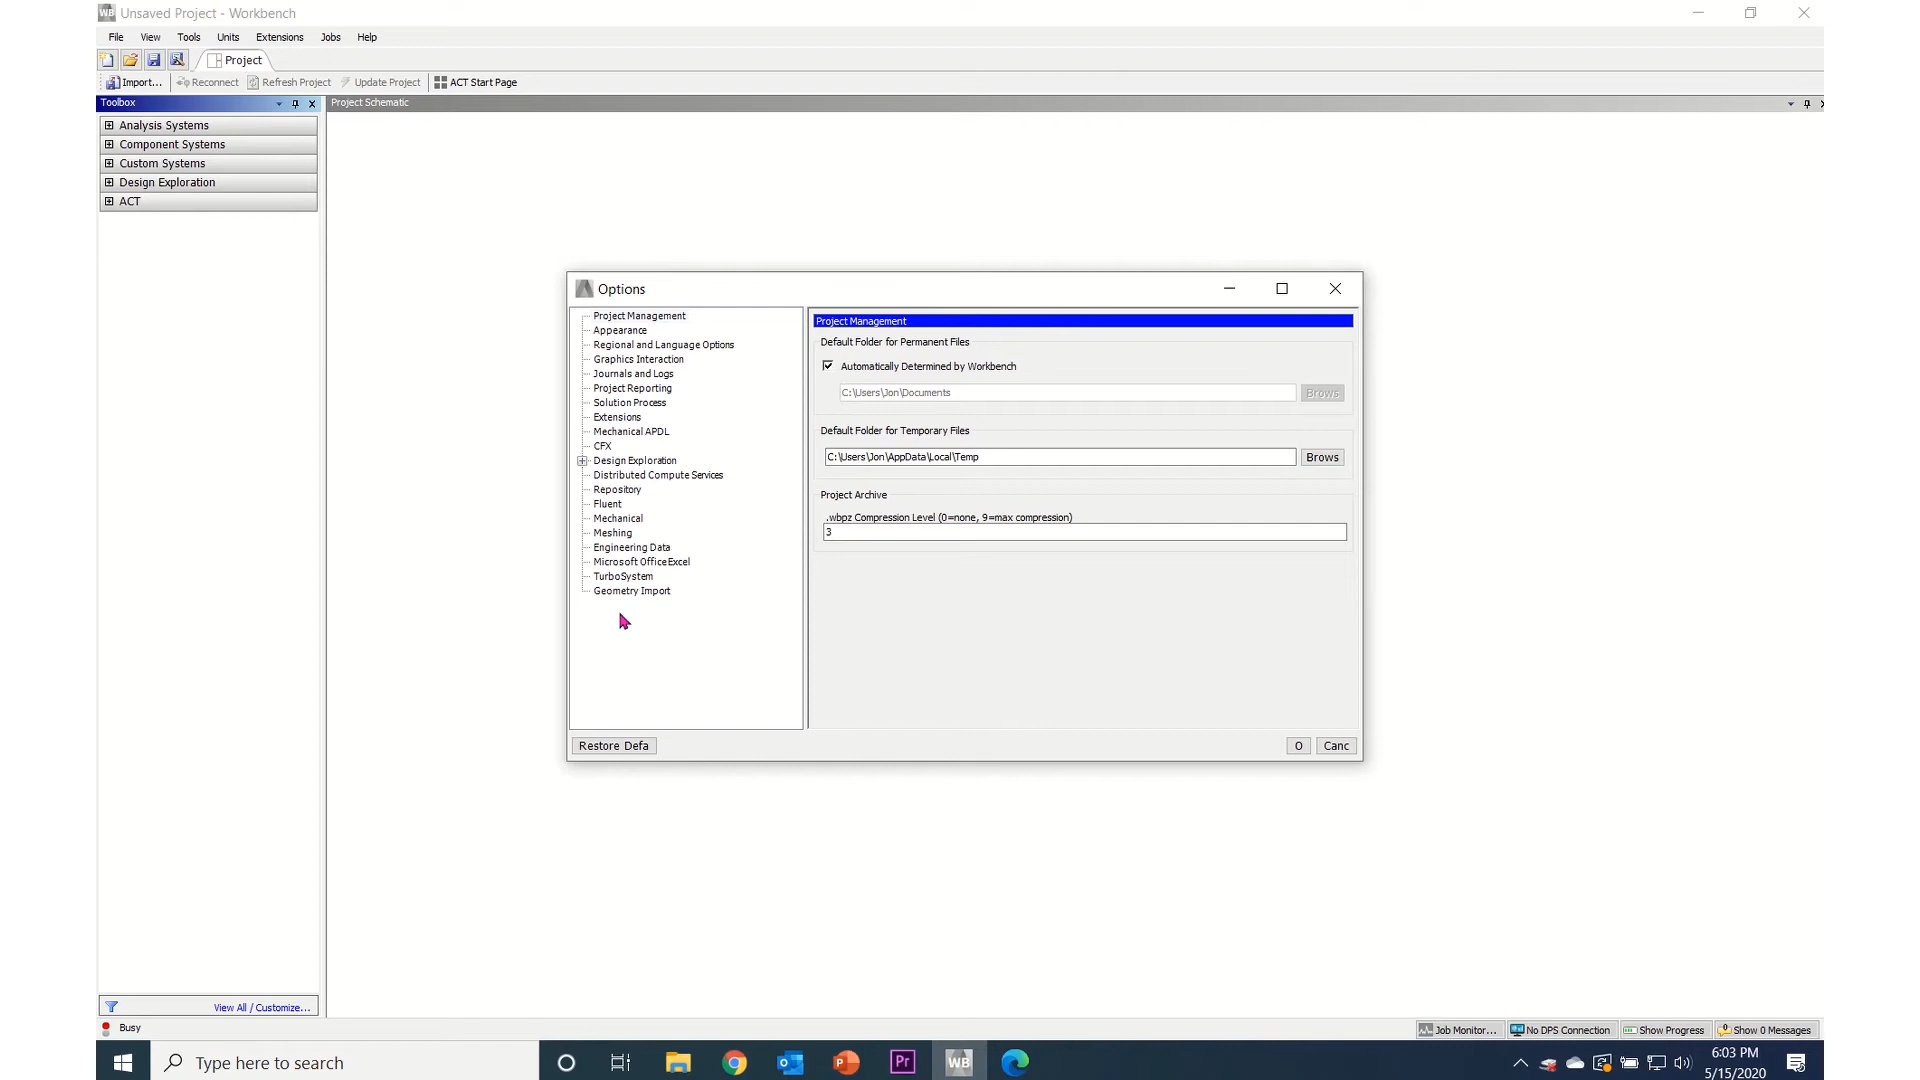 WB Unsaved Project - Workbench
File View Tools Units Extensions Jobs Help
Project
Import... Reconnect Refresh Project Update Project ACT Start Page
Toolbox
Project Schematic
Analysis Systems
Component Systems
Custom Systems
Design Exploration
ACT
Options
Project Management
Appearance
Regional and Language Options
Graphics Interaction
Journals and Logs
Project Reporting
Solution Process
Extensions
Mechanical APDL
CFX
Design Exploration
Distributed Compute Services
Repository
Fluent
Mechanical
Meshing
Engineering Data
Microsoft Office Excel
TurboSystem
Geometry Import
Project Management
Default Folder for Permanent Files
Automatically Determined by Workbench
C:\Users\Jon\Documents Brows
Default Folder for Temporary Files
C:\Users\Jon\AppData\Local\Temp Brows
Project Archive
.wbpz Compression Level (0=none, 9=max compression)
3
Restore Defa O Canc
View All / Customize...
Busy
Job Monitor... No DPS Connection Show Progress Show 0 Messages
Type here to search
Pr WB
6:03 PM
5/15/2020